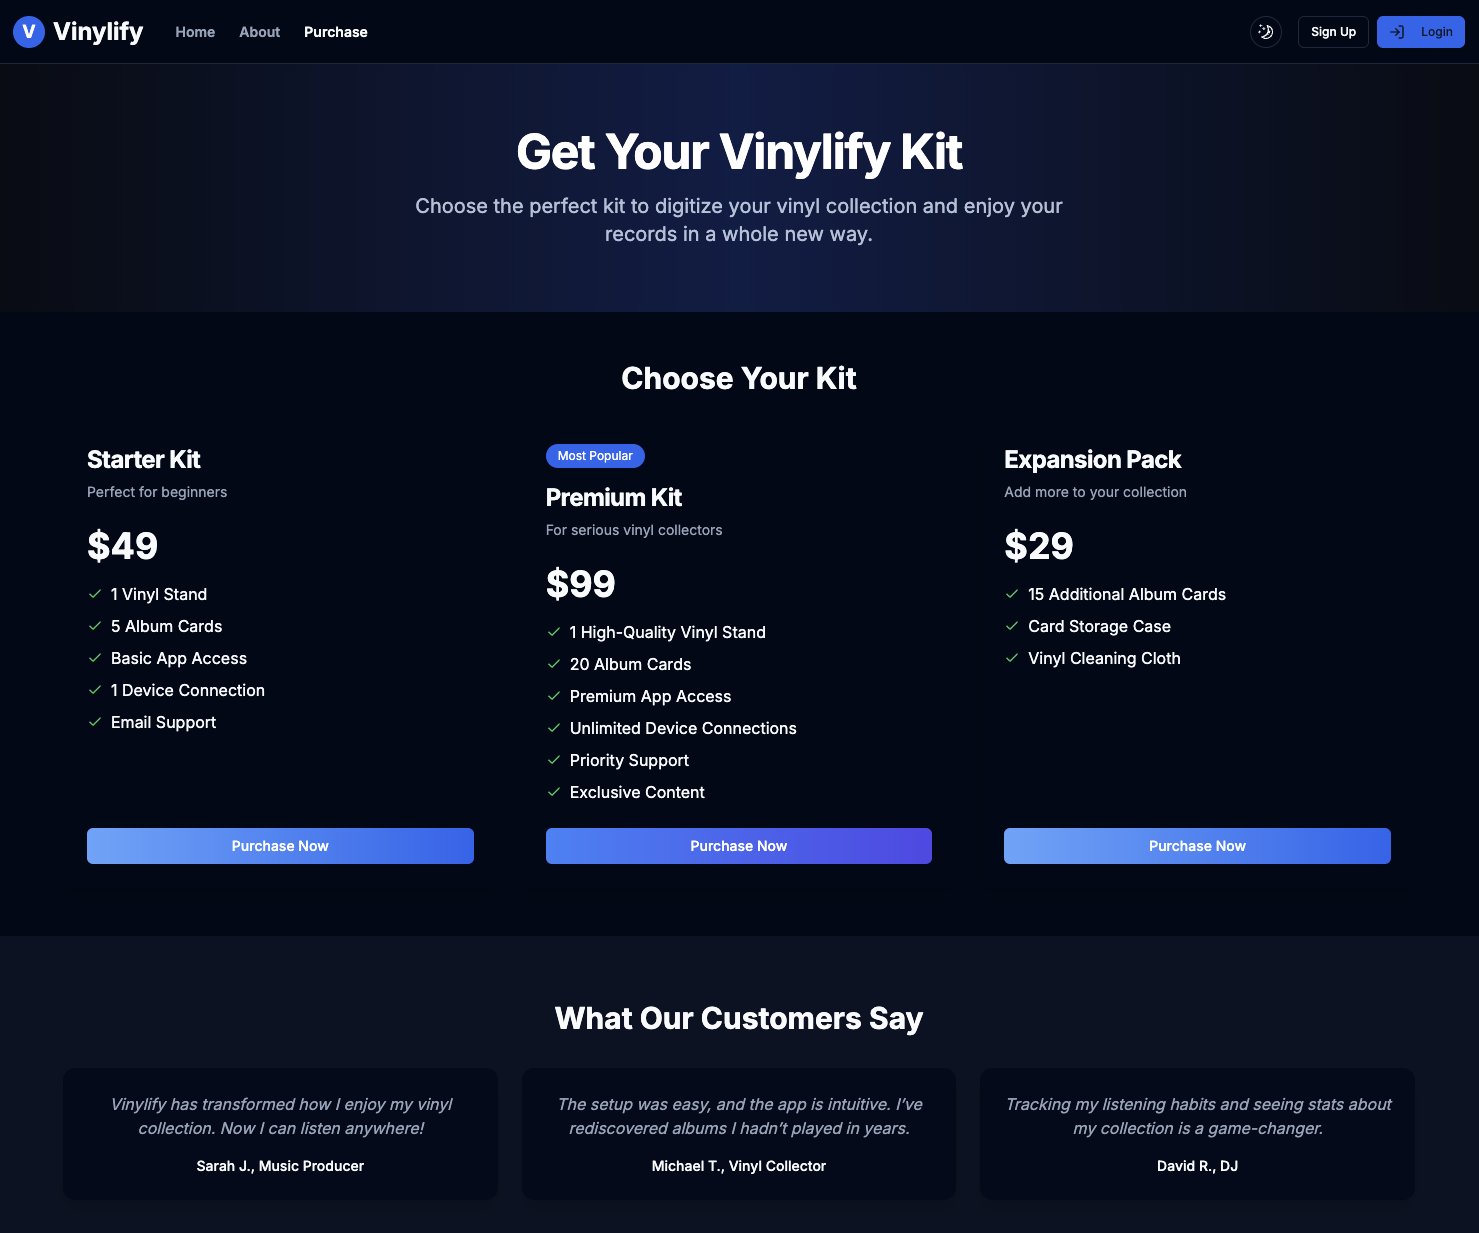 V Vinylify
Home
About
Purchase
Sign Up
Login
Get Your Vinylify Kit
Choose the perfect kit to digitize your vinyl collection and enjoy your
records in a whole new way.
Choose Your Kit
Starter Kit
Perfect for beginners
$49
1 Vinyl Stand
5 Album Cards
Basic App Access
1 Device Connection
Email Support
Purchase Now
Most Popular
Premium Kit
For serious vinyl collectors
$99
1 High-Quality Vinyl Stand
20 Album Cards
Premium App Access
Unlimited Device Connections
Priority Support
Exclusive Content
Purchase Now
Expansion Pack
Add more to your collection
$29
15 Additional Album Cards
Card Storage Case
Vinyl Cleaning Cloth
Purchase Now
What Our Customers Say
Vinylify has transformed how I enjoy my vinyl
collection. Now I can listen anywhere!
Sarah J., Music Producer
The setup was easy, and the app is intuitive. I’ve
rediscovered albums I hadn’t played in years.
Michael T., Vinyl Collector
Tracking my listening habits and seeing stats about
my collection is a game-changer.
David R., DJ